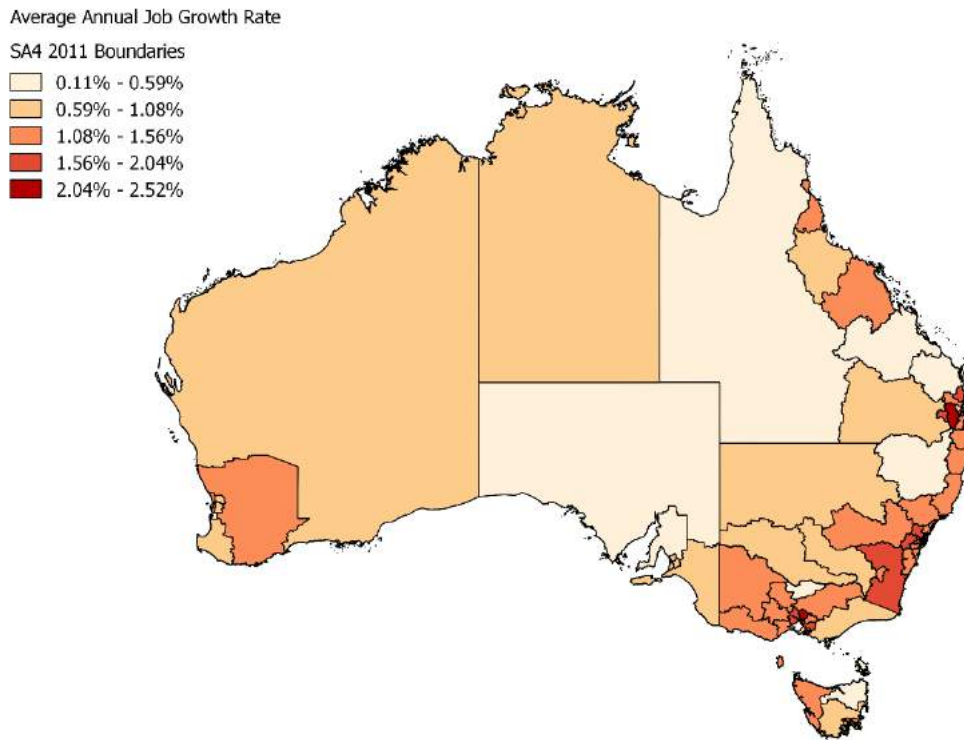 Average Annual Job Growth Rate
SA4 2011 Boundaries
0.11% - 0.59%
0.59% - 1.08%
1.08% - 1.56%
1.56% - 2.04%
2.04% - 2.52%